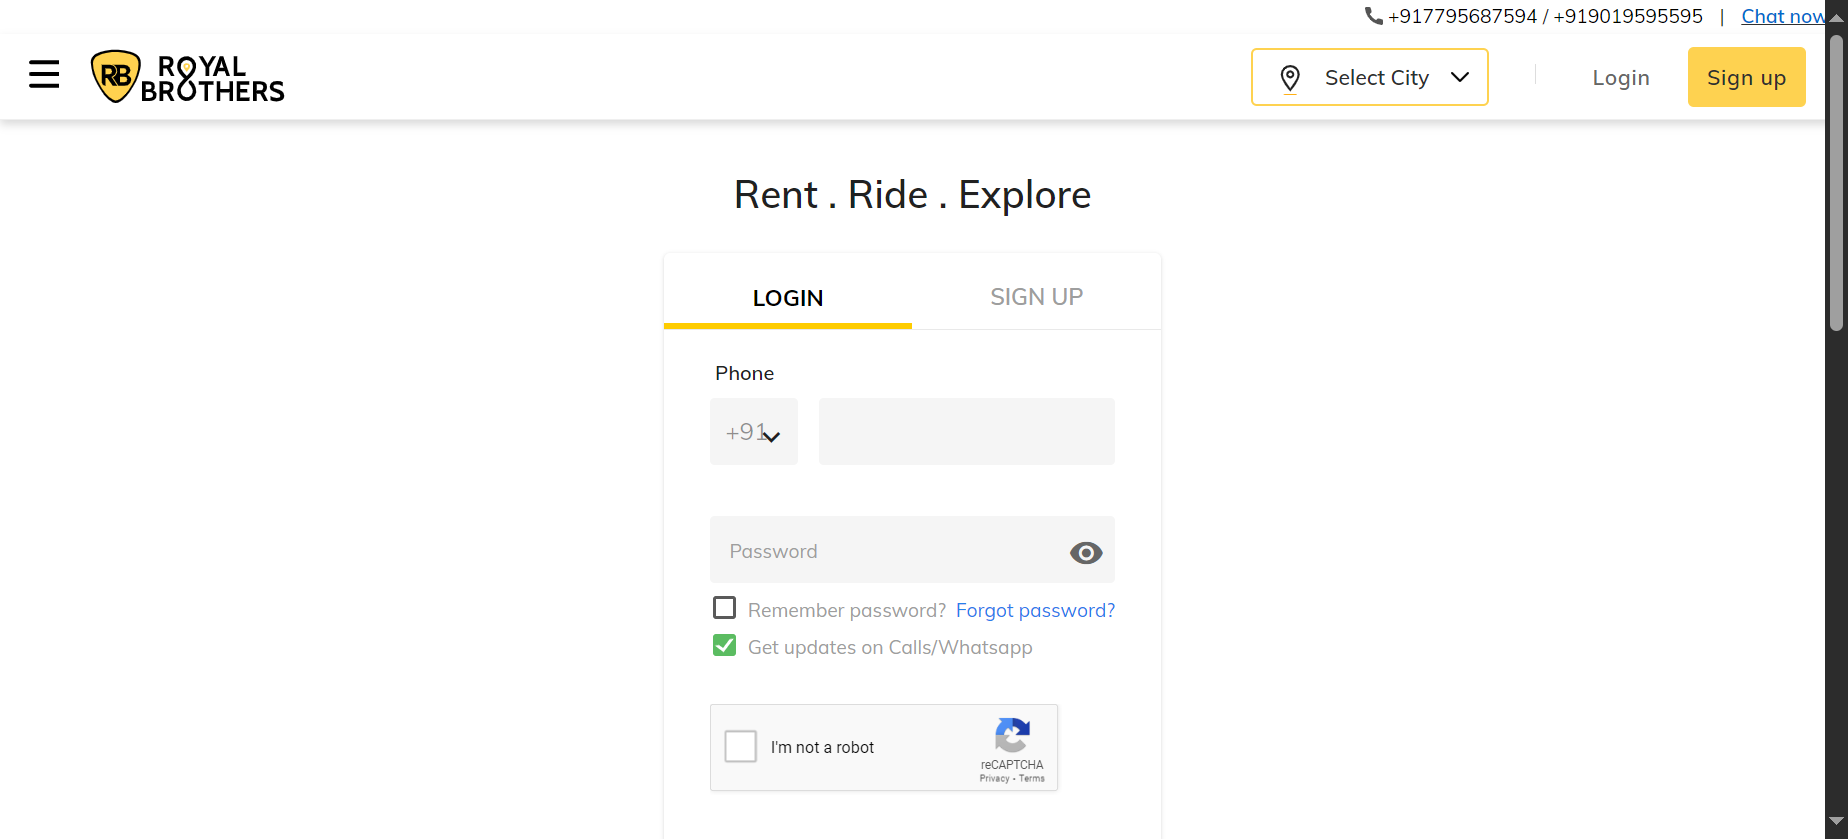 +917795687594 / +919019595595 | Chat now
RB ROYAL BROTHERS
Select City
Login
Sign up
Rent . Ride . Explore
LOGIN
SIGN UP
Phone
+91
Password
Remember password? Forgot password?
Get updates on Calls/Whatsapp
I'm not a robot
reCAPTCHA
Privacy - Terms